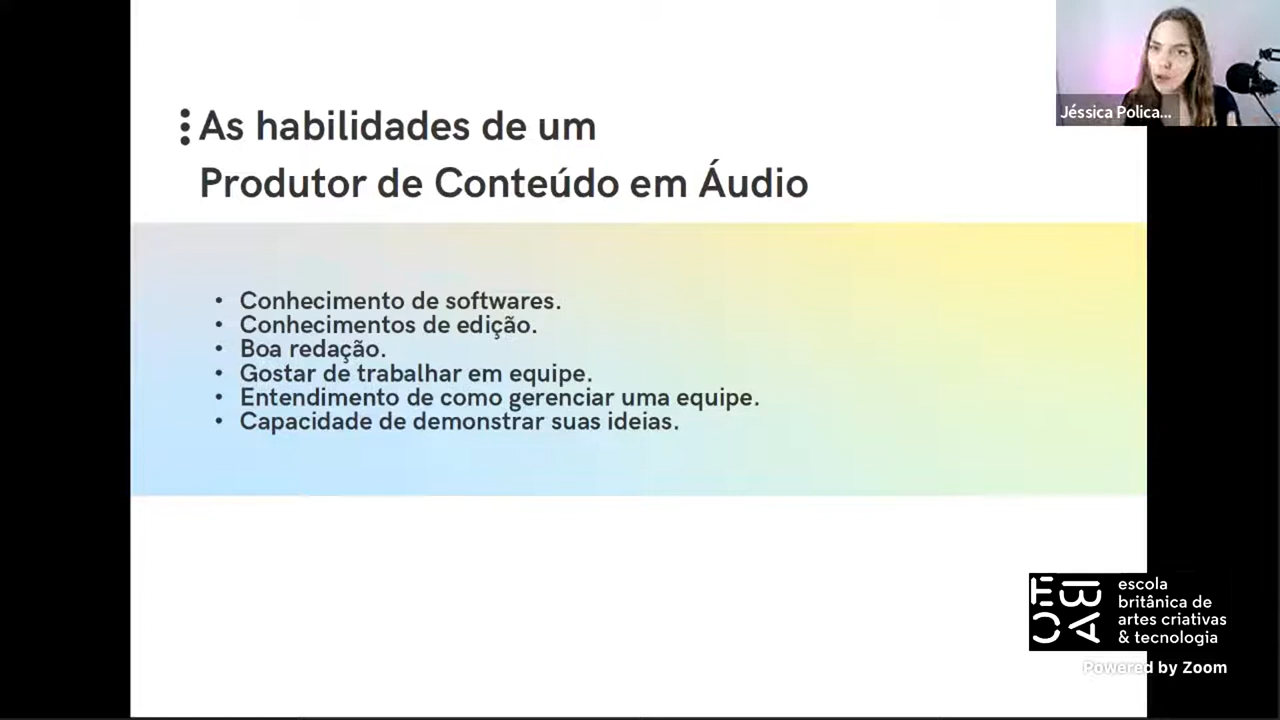 As habilidades de um
Produtor de Conteúdo em Áudio
• Conhecimento de softwares.
• Conhecimentos de edição.
• Boa redação.
• Gostar de trabalhar em equipe.
• Entendimento de como gerenciar uma equipe.
• Capacidade de demonstrar suas ideias.
Jéssica Polica...
escola
britânica de
artes criativas
& tecnologia
Powered by Zoom